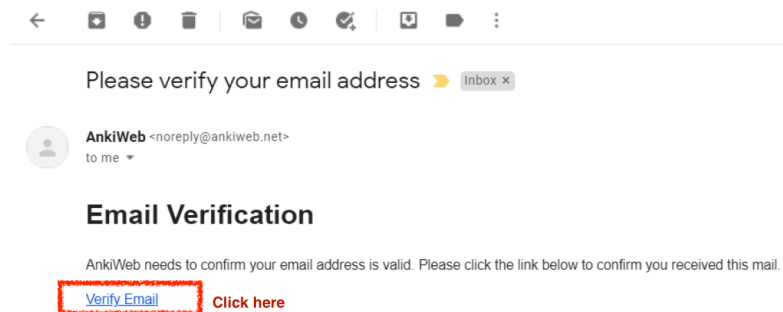 Please verify your email address Inbox ×
AnkiWeb <noreply@ankiweb.net>
to me
Email Verification
AnkiWeb needs to confirm your email address is valid. Please click the link below to confirm you received this mail.
Verify Email Click here